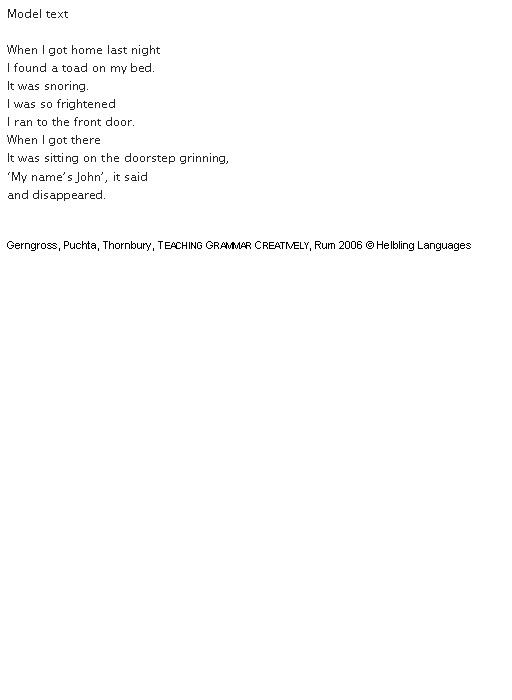 Model text
When I got home last night
I found a toad on my bed.
It was snoring.
I was so frightened
I ran to the front door.
When I got there
It was sitting on the doorstep grinning,
‘My name’s John’, it said
and disappeared.
Gerngross, Puchta, Thornbury, TEACHING GRAMMAR CREATIVELY, Rum 2006 © Helbling Languages